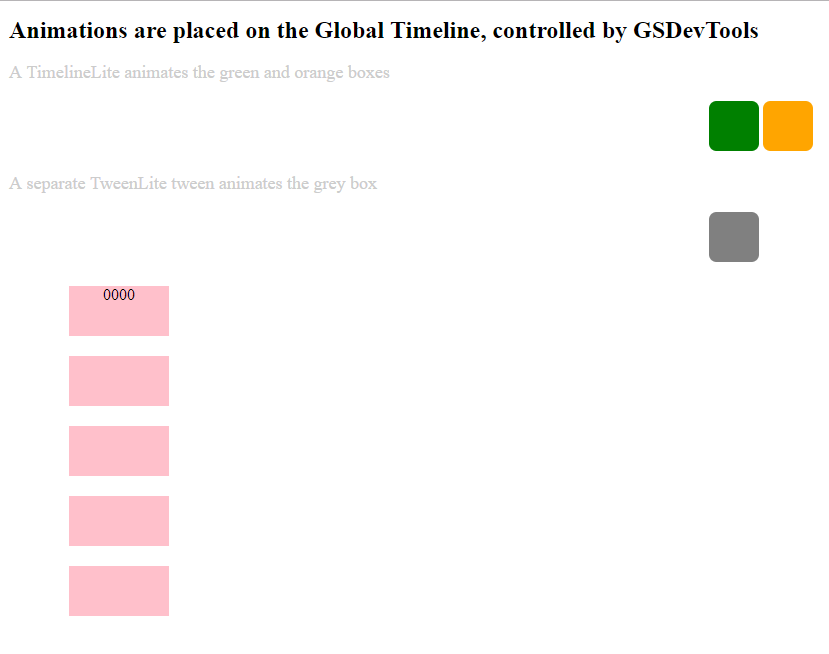 Animations are placed on the Global Timeline, controlled by GSDevTools
A TimelineLite animates the green and orange boxes
A separate TweenLite tween animates the grey box
0000